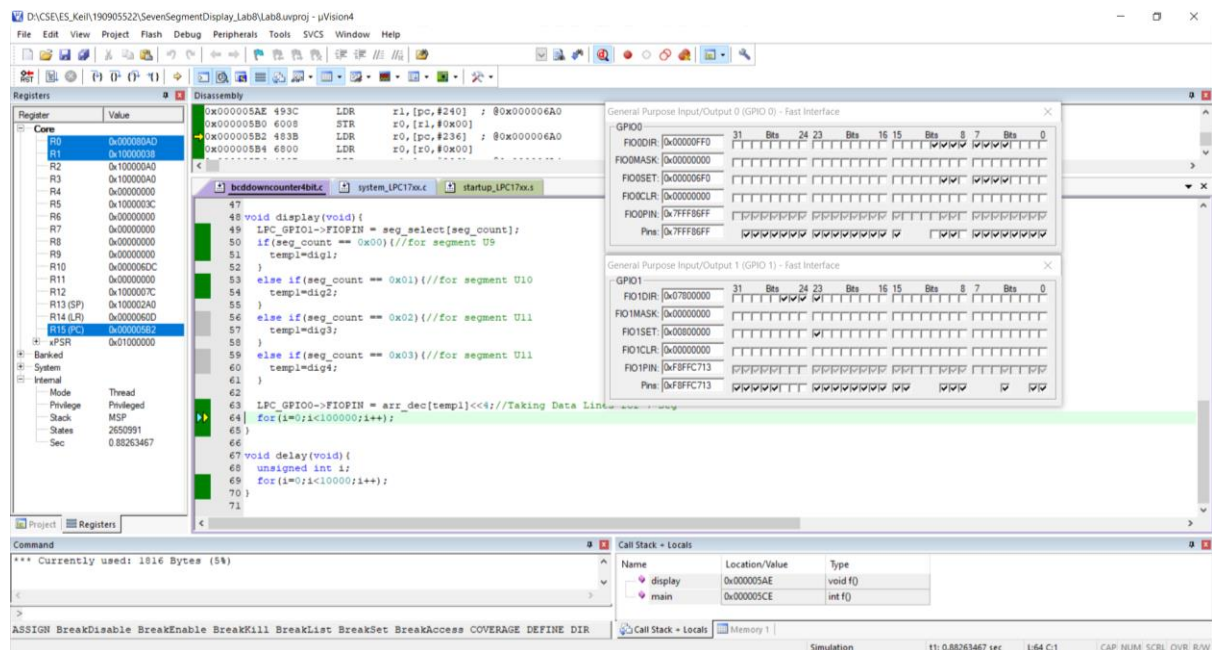 D:\CSE\ES_Keil\190905522\SevenSegmentDisplay_Lab8\Lab8.uvproj - µVision4
File Edit View Project Flash Debug Peripherals Tools SVCS Window Help
Registers
Register Value
Core
R0 0x000080AD
R1 0x10000038
R2 0x100000A0
R3 0x100000A0
R4 0x00000000
R5 0x1000003C
R6 0x00000000
R7 0x00000000
R8 0x00000000
R9 0x00000000
R10 0x000006DC
R11 0x00000000
R12 0x1000007C
R13 (SP) 0x100002A0
R14 (LR) 0x0000060D
R15 (PC) 0x000005B2
xPSR 0x01000000
Banked
System
Internal
Mode Thread
Privilege Privileged
Stack MSP
States 2650991
Sec 0.88263467
Project Registers
Disassembly
0x000005AE 493C LDR r1,[pc,#240] ; @0x000006A0
0x000005B0 6008 STR r0,[r1,#0x00]
0x000005B2 483B LDR r0,[pc,#236] ; @0x000006A0
0x000005B4 6800 LDR r0,[r0,#0x00]
bcddowncounter4bit.c system_LPC17xx.c startup_LPC17xx.s
47
48 void display(void){
49 LPC_GPIO1->FIOPIN = seg_select[seg_count];
50 if(seg_count == 0x00){//for segment U9
51 temp1=dig1;
52 }
53 else if(seg_count == 0x01){//for segment U10
54 temp1=dig2;
55 }
56 else if(seg_count == 0x02){//for segment U11
57 temp1=dig3;
58 }
59 else if(seg_count == 0x03){//for segment U11
60 temp1=dig4;
61 }
62
63 LPC_GPIO0->FIOPIN = arr_dec[temp1]<<4;//Taking Data Lines for 7-Seg
64 for(i=0;i<100000;i++);
65 }
66
67 void delay(void){
68 unsigned int i;
69 for(i=0;i<10000;i++);
70 }
71
General Purpose Input/Output 0 (GPIO 0) - Fast Interface
GPIO0
31 Bits 24 23 Bits 16 15 Bits 8 7 Bits 0
FIO0DIR: 0x00000FF0
FIO0MASK: 0x00000000
FIO0SET: 0x000006F0
FIO0CLR: 0x00000000
FIO0PIN: 0x7FFF86FF
Pins: 0x7FFF86FF
General Purpose Input/Output 1 (GPIO 1) - Fast Interface
GPIO1
31 Bits 24 23 Bits 16 15 Bits 8 7 Bits 0
FIO1DIR: 0x07800000
FIO1MASK: 0x00000000
FIO1SET: 0x00800000
FIO1CLR: 0x00000000
FIO1PIN: 0xF8FFC713
Pins: 0xF8FFC713
Command
*** Currently used: 1816 Bytes (5%)
>
ASSIGN BreakDisable BreakEnable BreakKill BreakList BreakSet BreakAccess COVERAGE DEFINE DIR
Call Stack + Locals
Name Location/Value Type
display 0x000005AE void f()
main 0x000005CE int f()
Call Stack + Locals Memory 1
Simulation t1: 0.88263467 sec L:64 C:1 CAP NUM SCRL OVR R/W